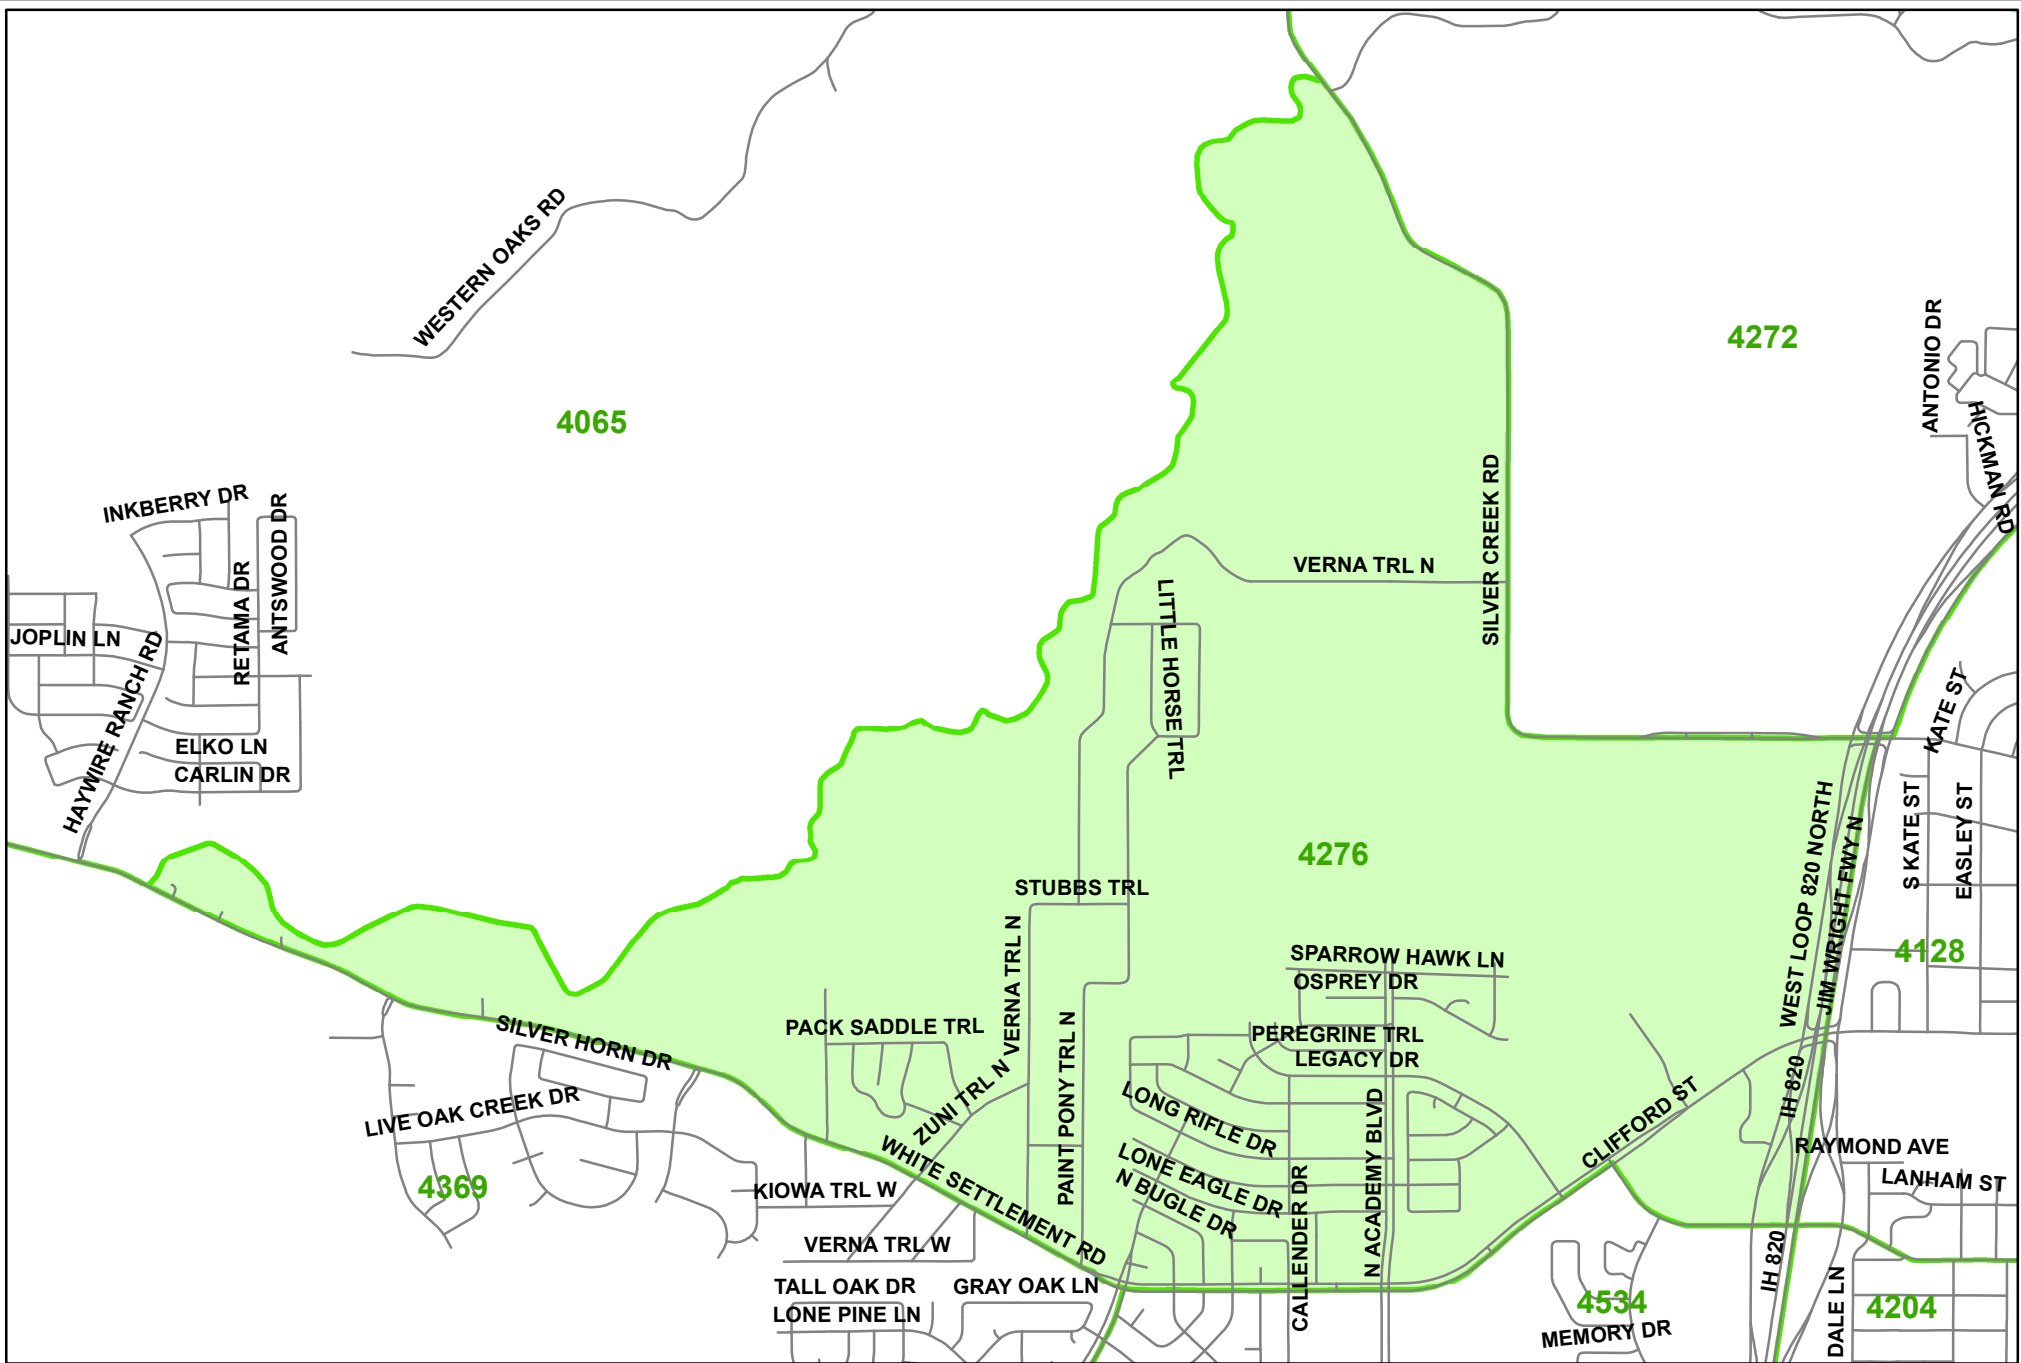 WESTERN OAKS RD
4272
ANTONIO DR
HICKMAN RD
4065
SILVER CREEK RD
INKBERRY DR
ANTSWOOD DR
RETAMA DR
VERNA TRL N
LITTLE HORSE TRL
JOPLIN LN
HAYWIRE RANCH RD
ELKO LN
CARLIN DR
KATE ST
S KATE ST
EASLEY ST
WEST LOOP 820 NORTH
JIM WRIGHT FWY N
4276
STUBBS TRL
VERNA TRL N
4128
SPARROW HAWK LN
OSPREY DR
PEREGRINE TRL
LEGACY DR
PACK SADDLE TRL
SILVER HORN DR
ZUNI TRL N
PAINT PONY TRL N
LONG RIFLE DR
N ACADEMY BLVD
CLIFFORD ST
IH 820
LIVE OAK CREEK DR
4369
WHITE SETTLEMENT RD
LONE EAGLE DR
N BUGLE DR
CALLENDER DR
RAYMOND AVE
LANHAM ST
KIOWA TRL W
VERNA TRL W
TALL OAK DR
GRAY OAK LN
LONE PINE LN
4534
MEMORY DR
IH 820
DALE LN
4204